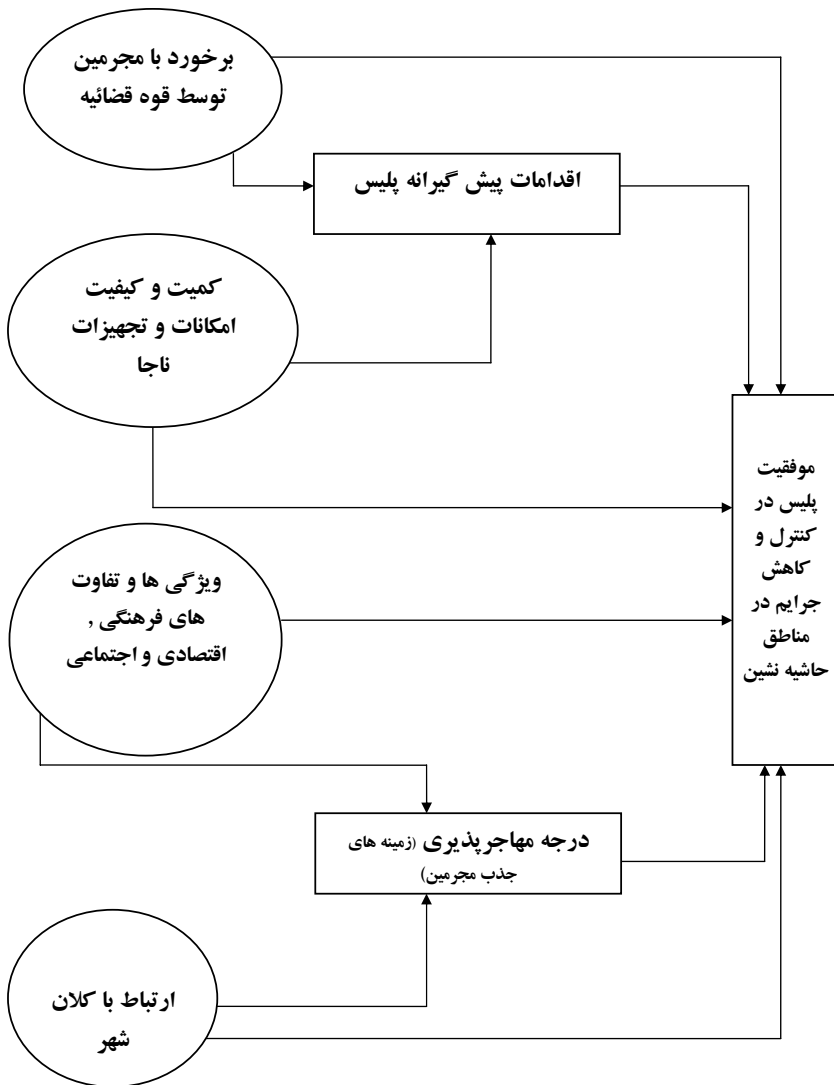 برخورد با مجرمین
توسط قوه قضائیه
اقدامات پیش گیرانه پلیس
کمیت و کیفیت
امکانات و تجهیزات
ناجا
موفقیت
پلیس در
کنترل و
کاهش
جرایم در
مناطق
حاشیه نشین
ویژگی ها و تفاوت
های فرهنگی ,
اقتصادی و اجتماعی
درجه مهاجرپذیری (زمینه های
جذب مجرمین)
ارتباط با کلان
شهر